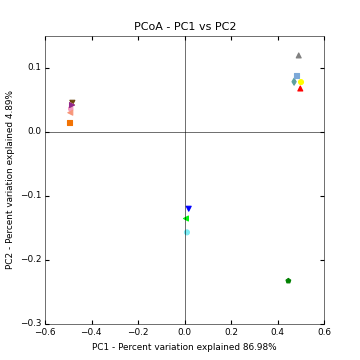 PCoA - PC1 vs PC2
PC2 - Percent variation explained 4.89%
0.1
0.0
−0.1
−0.2
−0.3
−0.6 −0.4 −0.2 0.0 0.2 0.4 0.6
PC1 - Percent variation explained 86.98%